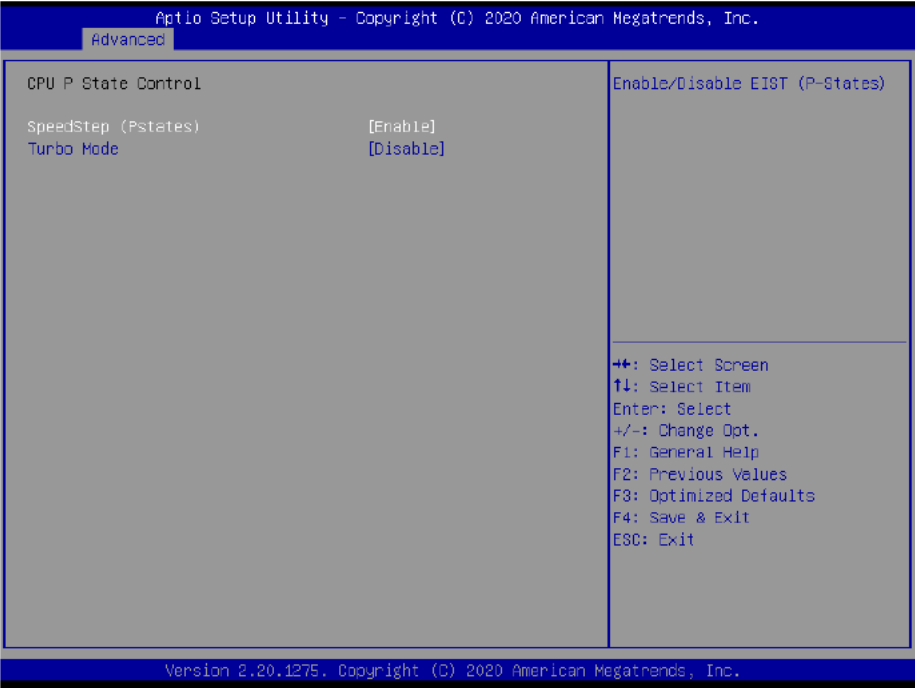 Aptio Setup Utility - Copyright (C) 2020 American Megatrends, Inc.
Advanced
CPU P State Control
SpeedStep (Pstates) [Enable]
Turbo Mode [Disable]
Enable/Disable EIST (P-States)
→←: Select Screen
↑↓: Select Item
Enter: Select
+/-: Change Opt.
F1: General Help
F2: Previous Values
F3: Optimized Defaults
F4: Save & Exit
ESC: Exit
Version 2.20.1275. Copyright (C) 2020 American Megatrends, Inc.